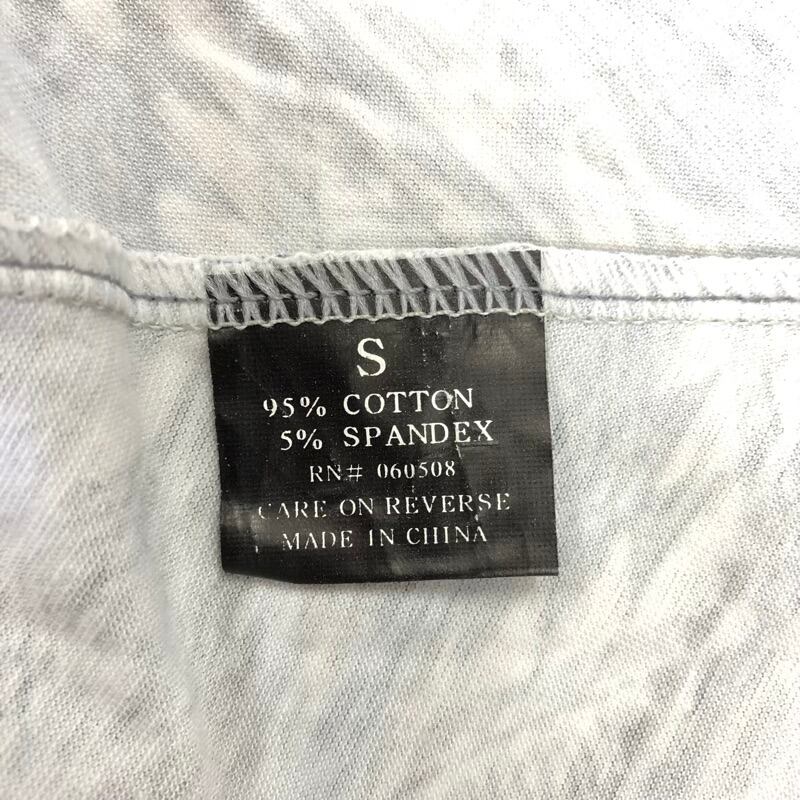 S
95% COTTON
5% SPANDEX
RN# 060508
CARE ON REVERSE
MADE IN CHINA